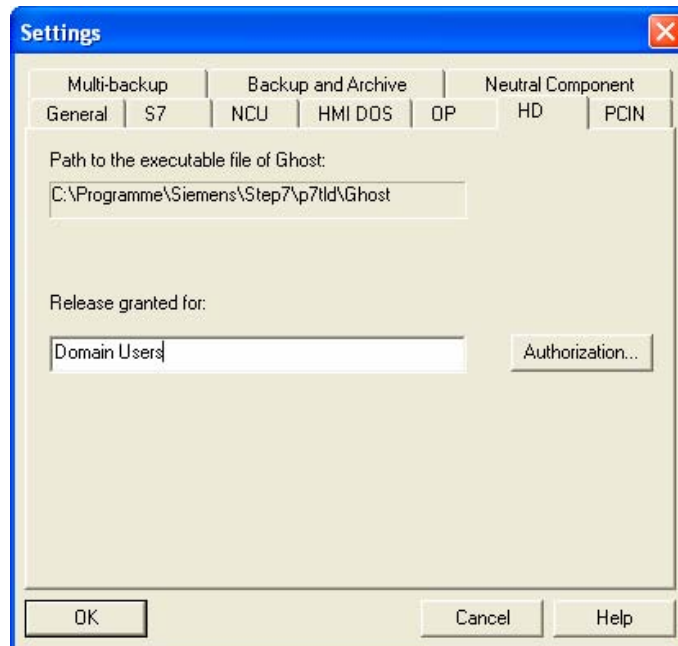 Settings
Multi-backup Backup and Archive Neutral Component
General S7 NCU HMI DOS OP HD PCIN
Path to the executable file of Ghost:
C:\Programme\Siemens\Step7\p7tld\Ghost
Release granted for:
Domain Users
Authorization...
OK Cancel Help